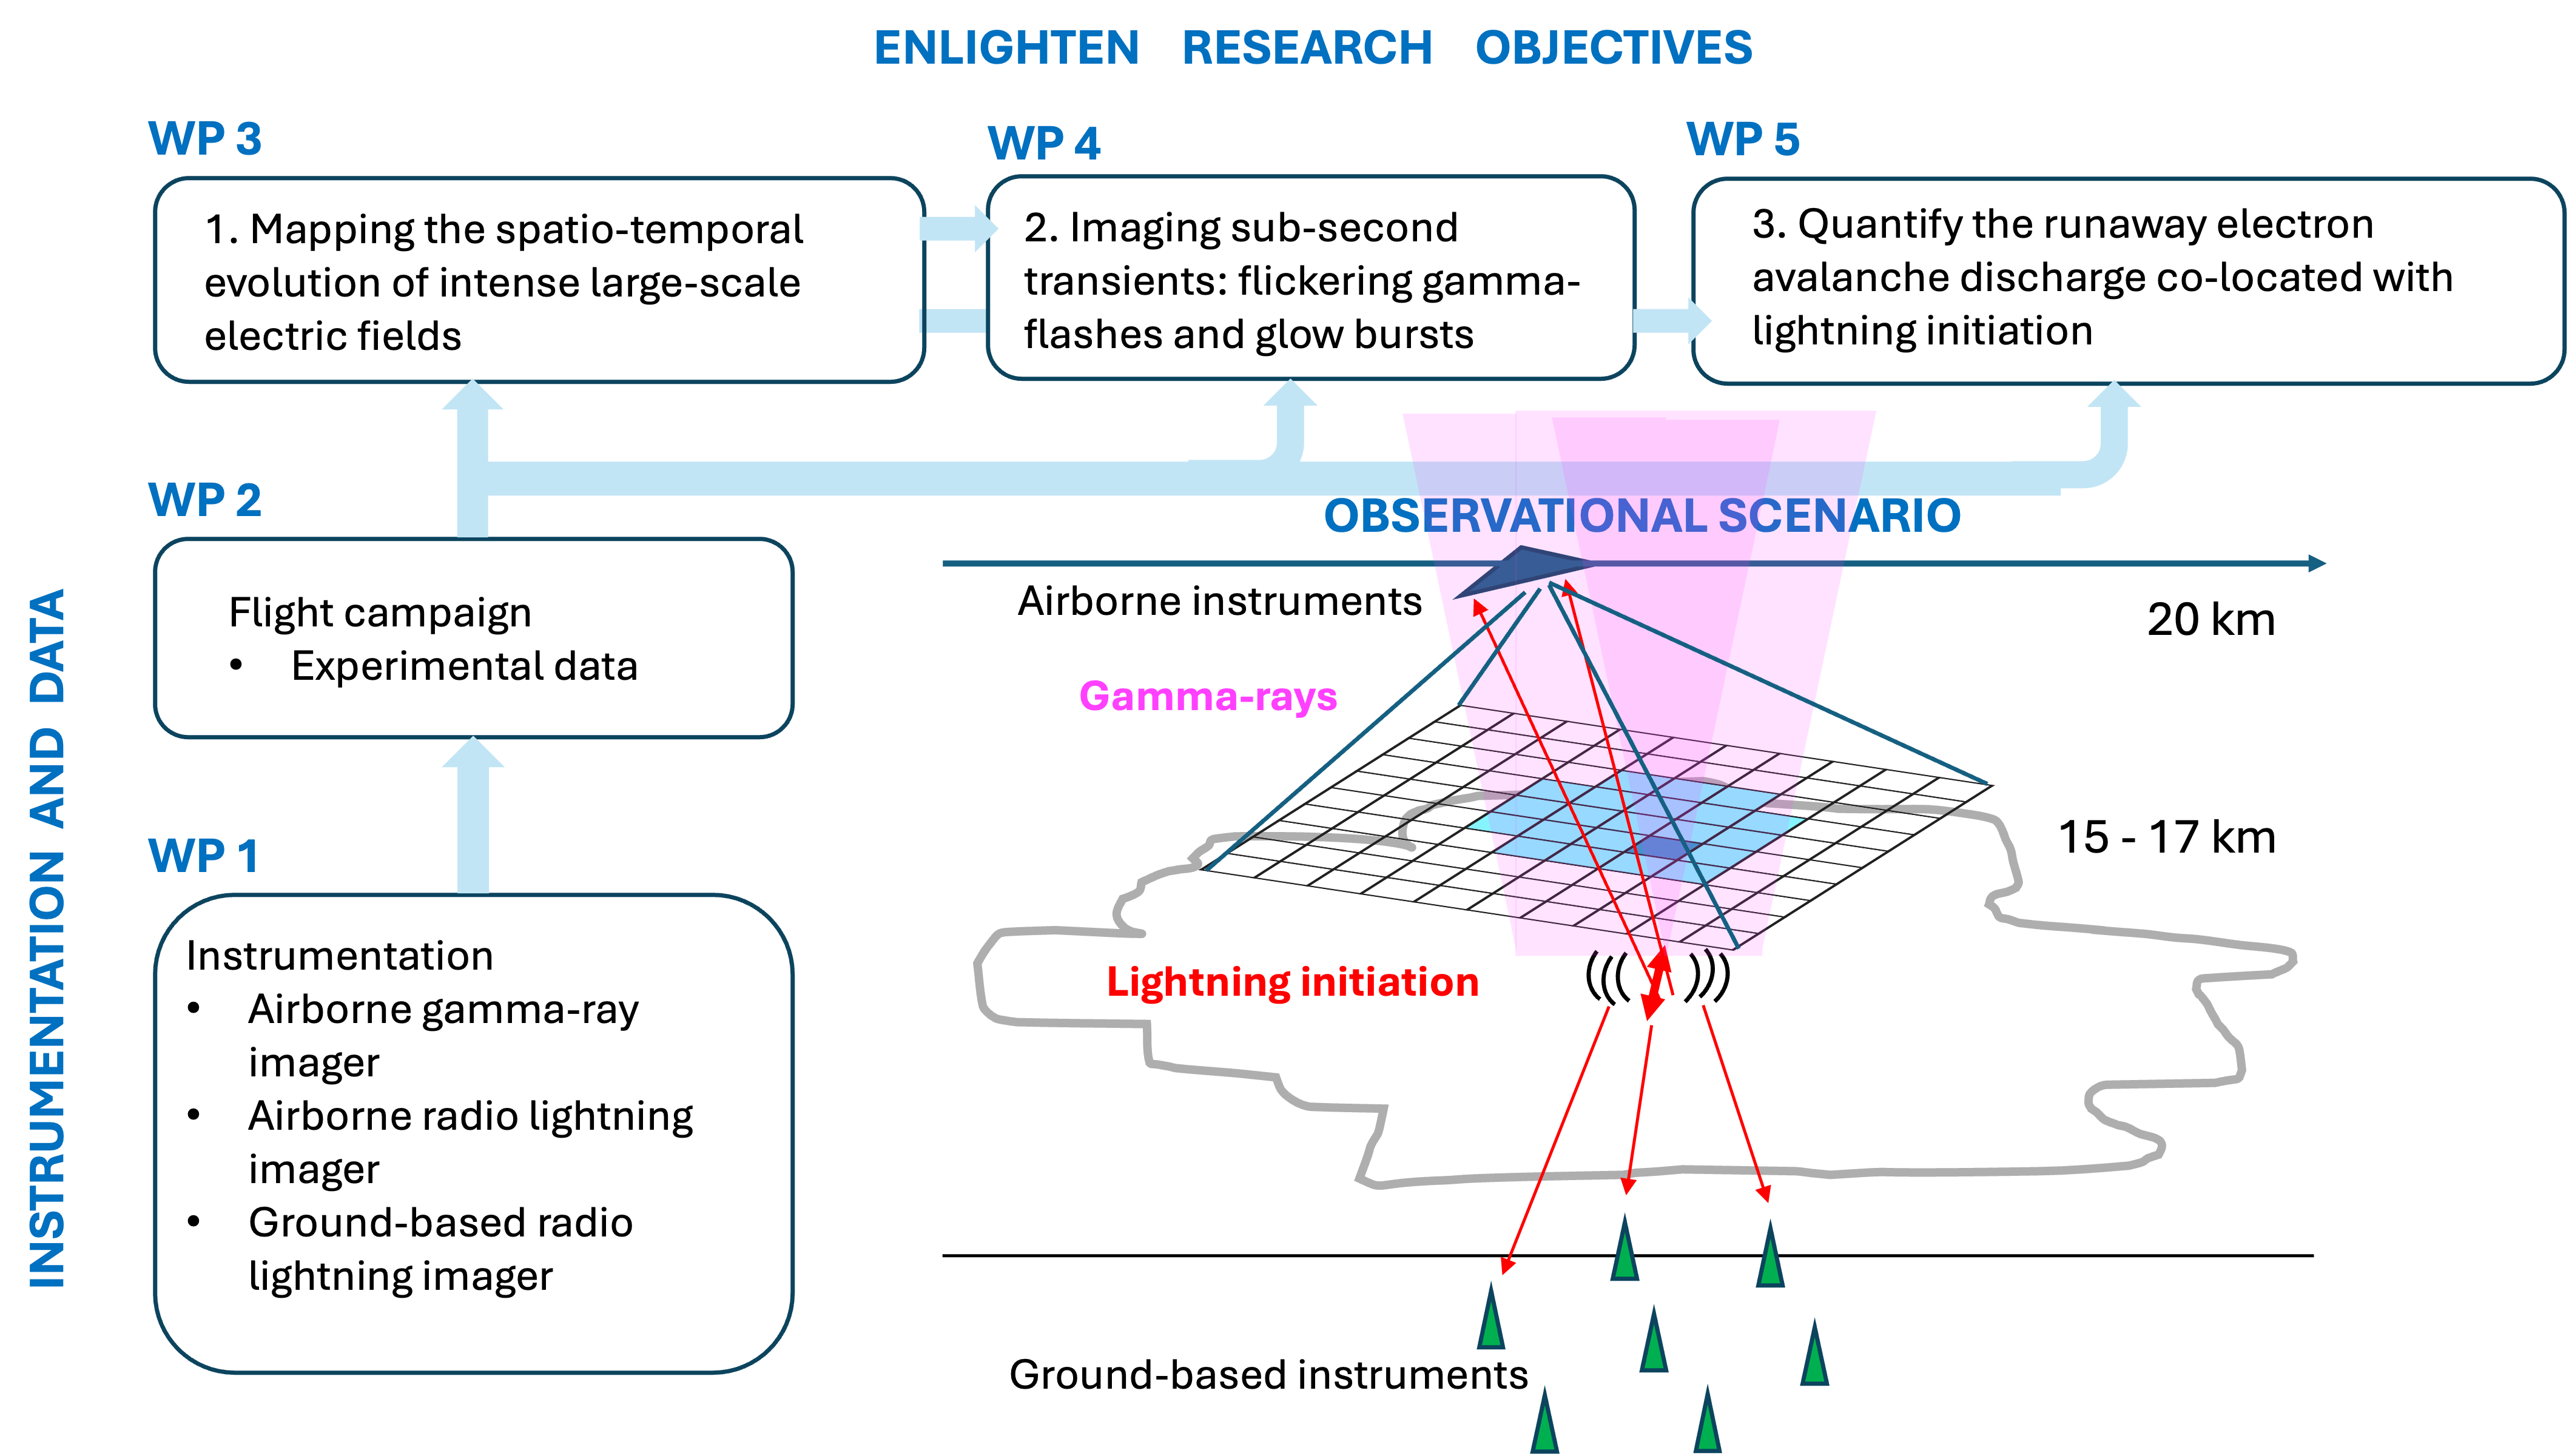 ENLIGHTEN RESEARCH OBJECTIVES
WP 3
1. Mapping the spatio-temporal
evolution of intense large-scale
electric fields
WP 4
2. Imaging sub-second
transients: flickering gamma-
flashes and glow bursts
WP 5
3. Quantify the runaway electron
avalanche discharge co-located with
lightning initiation
INSTRUMENTATION AND DATA
WP 2
Flight campaign
• Experimental data
WP 1
Instrumentation
• Airborne gamma-ray
imager
• Airborne radio lightning
imager
• Ground-based radio
lightning imager
OBSERVATIONAL SCENARIO
Airborne instruments
20 km
Gamma-rays
15 - 17 km
Lightning initiation
Ground-based instruments